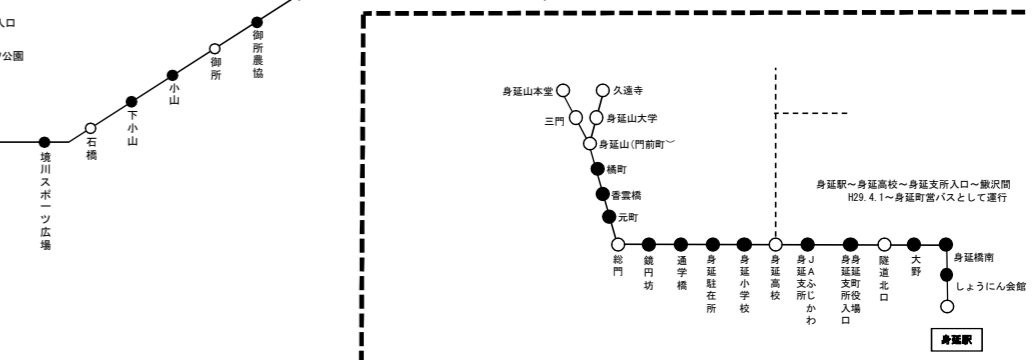 人口
公園
御所農協
御所
小山
下小山
石橋
境川スポーツ広場
身延山本堂
久遠寺
三門
身延山大学
身延山(門前町)
橘町
香雲橋
元町
総門
鏡円坊
通学橋
身延駐在所
身延小学校
身延高校
JAふじかわ
身延支所
身延町役場
身延支所入口
隧道北口
大野
身延橋南
しょうにん会館
身延駅
身延駅~身延高校~身延支所入口~鰍沢間
H29.4.1~身延町営バスとして運行